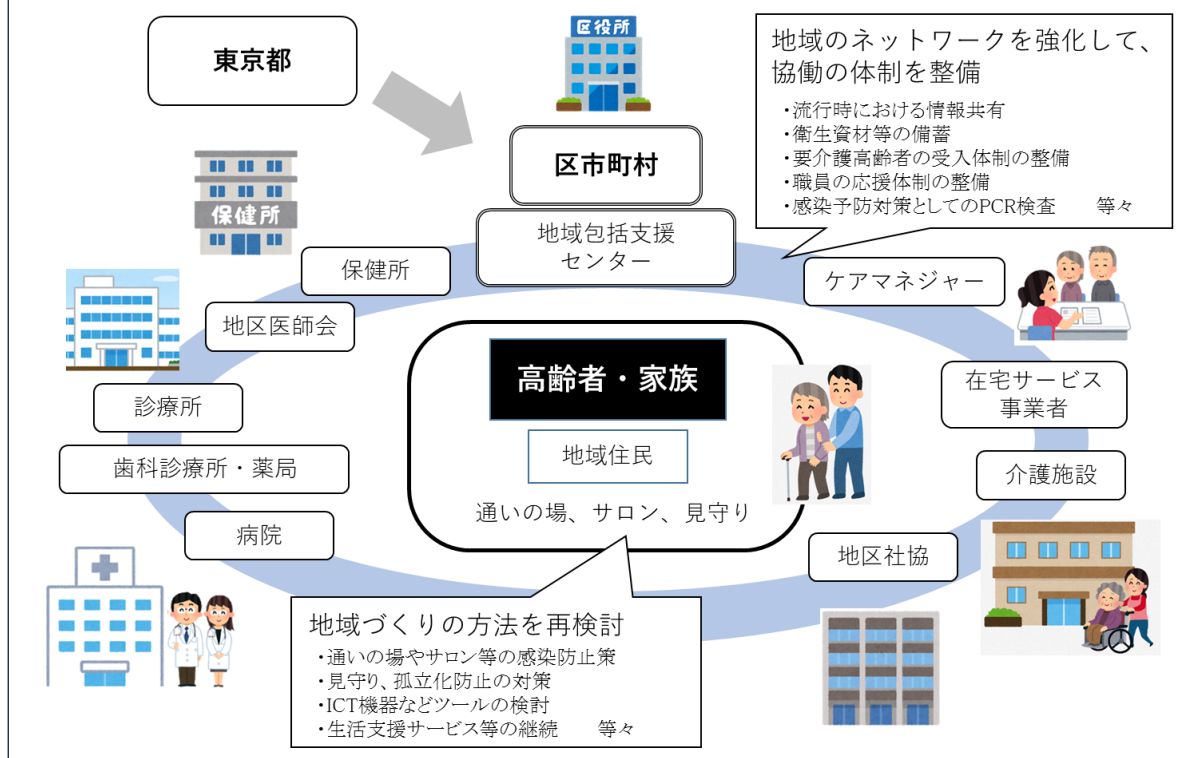 東京都
区役所
区市町村
地域包括支援
センター
地域のネットワークを強化して、
協働の体制を整備
・流行時における情報共有
・衛生資材等の備蓄
・要介護高齢者の受入体制の整備
・職員の応援体制の整備
・感染予防対策としてのPCR検査 等々
保健所
保健所
地区医師会
診療所
歯科診療所・薬局
病院
ケアマネジャー
在宅サービス
事業者
介護施設
地区社協
高齢者・家族
地域住民
通いの場、サロン、見守り
地域づくりの方法を再検討
・通いの場やサロン等の感染防止策
・見守り、孤立化防止の対策
・ICT機器などツールの検討
・生活支援サービス等の継続 等々